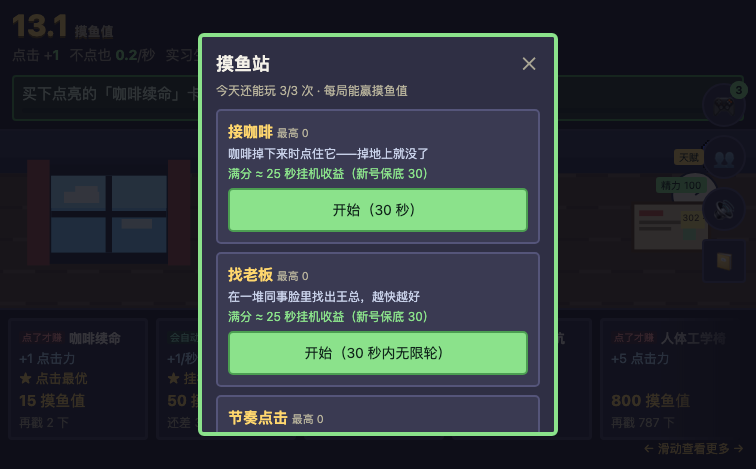 13.1 摸鱼值
点击 +1 不点也 0.2/秒 实习
买下点亮的「咖啡续命」卡
摸鱼站
今天还能玩 3/3 次 · 每局能赢摸鱼值
接咖啡 最高 0
咖啡掉下来时点住它——掉地上就没了
满分 ≈ 25 秒挂机收益（新号保底 30）
开始（30 秒）
找老板 最高 0
在一堆同事脸里找出王总，越快越好
满分 ≈ 25 秒挂机收益（新号保底 30）
开始（30 秒内无限轮）
节奏点击 最高 0
3
天赋
精力 100
302
点了才赚 咖啡续命
+1 点击力
★ 点击最优
15 摸鱼值
再戳 2 下
会自动
+1/秒
★ 挂
50
还差
点了才赚 人体工学椅
+5 点击力
800 摸鱼值
再戳 787 下
← 滑动查看更多 →